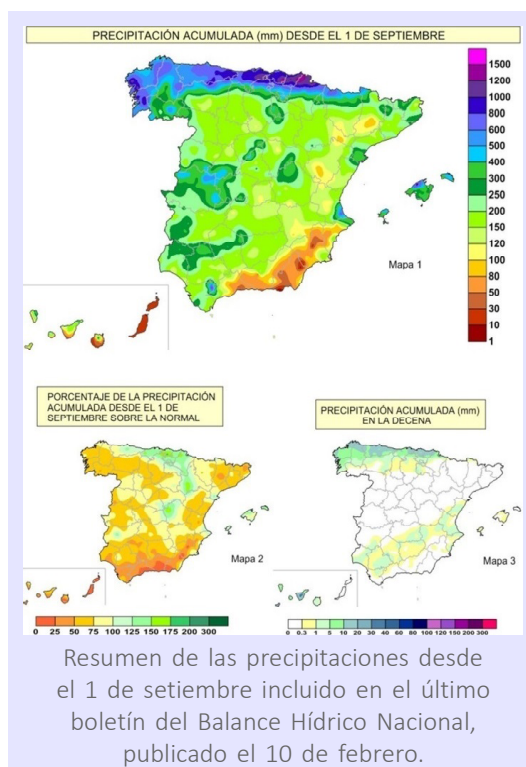 PRECIPITACIÓN ACUMULADA (mm) DESDE EL 1 DE SEPTIEMBRE
1500
1200
1000
800
600
500
400
300
250
200
150
120
100
80
50
30
10
1
Mapa 1
PORCENTAJE DE LA PRECIPITACIÓN
ACUMULADA DESDE EL 1 DE
SEPTIEMBRE SOBRE LA NORMAL
Mapa 2
0 25 50 75 100 125 150 175 200 300
PRECIPITACIÓN ACUMULADA (mm)
EN LA DECENA
Mapa 3
0 0.3 1 5 10 20 30 40 60 80 100 120 150 200 300
Resumen de las precipitaciones desde
el 1 de setiembre incluido en el último
boletín del Balance Hídrico Nacional,
publicado el 10 de febrero.